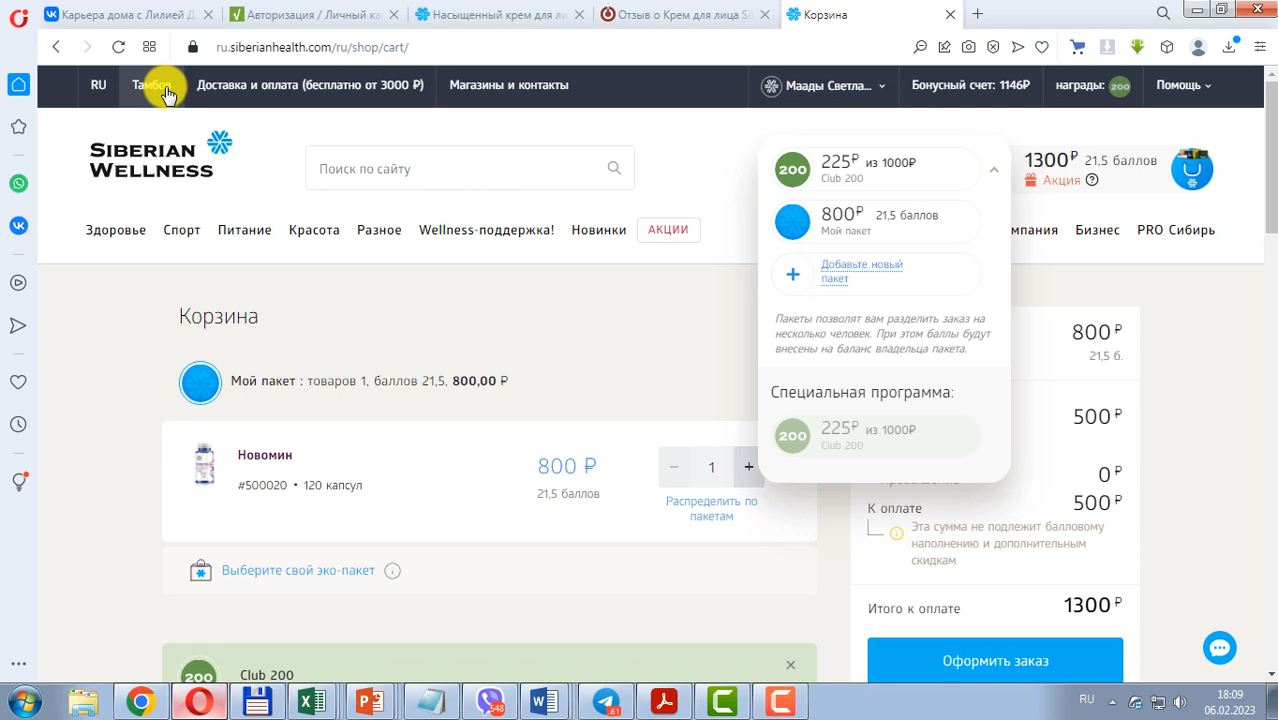 Карьера дома с Лилией Д
Авторизация / Личный ка
Насыщенный крем для ли
Отзыв о Крем для лица Si
Корзина
ru.siberianhealth.com/ru/shop/cart/
RU
Доставка и оплата (бесплатно от 3000 ₽)
Магазины и контакты
Маады Светла...
Бонусный счет: 1146₽
награды: 200
Помощь
SIBERIAN
WELLNESS
Поиск по сайту
200
225₽ из 1000₽
Club 200
1300₽ 21,5 баллов
Акция ?
800₽ 21,5 баллов
Мой пакет
Здоровье
Спорт
Питание
Красота
Разное
Wellness-поддержка!
Новинки
АКЦИИ
мпания
Бизнес
PRO Сибирь
Добавьте новый
пакет
Пакеты позволят вам разделить заказ на
несколько человек. При этом баллы будут
внесены на баланс владельца пакета.
Корзина
800₽
21,5 б.
Мой пакет : товаров 1, баллов 21,5, 800,00 ₽
Специальная программа:
200
225₽ из 1000₽
Club 200
500₽
Новомин
#500020 • 120 капсул
800 ₽
21,5 баллов
− 1 +
Распределить по
пакетам
0₽
500₽
К оплате
Эта сумма не подлежит балловому
наполнению и дополнительным
скидкам
Выберите свой эко-пакет
Итого к оплате
1300₽
Оформить заказ
200
Club 200
548
61
RU
18:09
06.02.2023